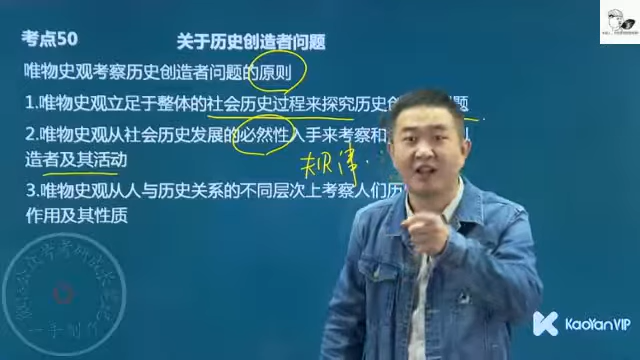 考点50 关于历史创造者问题
唯物史观考察历史创造者问题的原则
1.唯物史观立足于整体的社会历史过程来探究历史创 题
2.唯物史观从社会历史发展的必然性入手来考察和
造者及其活动
规律
3.唯物史观从人与历史关系的不同层次上考察人们历
作用及其性质
KaoYanVIP